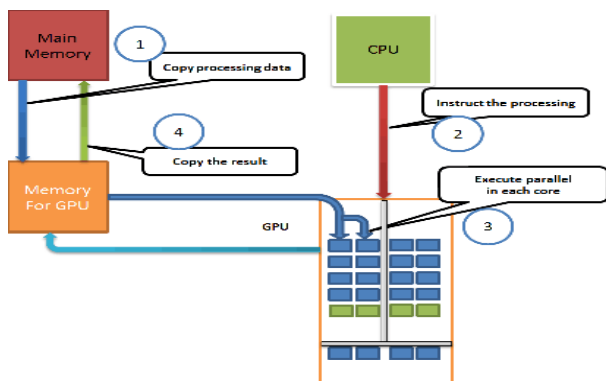 Main
Memory
1
Copy processing data
CPU
Instruct the processing
2
4
Copy the result
Memory
For GPU
Execute parallel
in each core
GPU
3